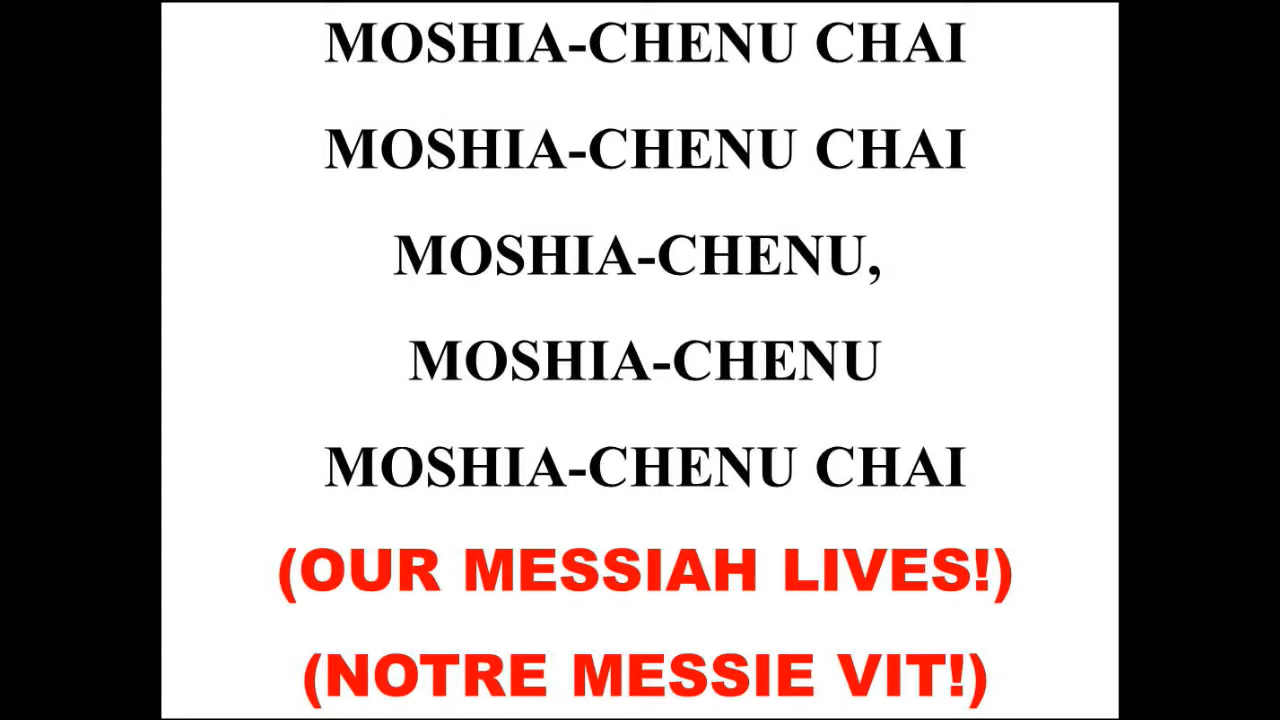 MOSHIA-CHENU CHAI
MOSHIA-CHENU CHAI
MOSHIA-CHENU,
MOSHIA-CHENU
MOSHIA-CHENU CHAI
(OUR MESSIAH LIVES!)
(NOTRE MESSIE VIT!)